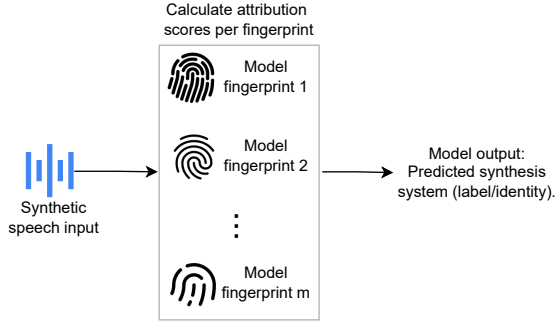 Calculate attribution
scores per fingerprint
Model
fingerprint 1
Model
fingerprint 2
Synthetic
speech input
Model output:
Predicted synthesis
system (label/identity).
Model
fingerprint m